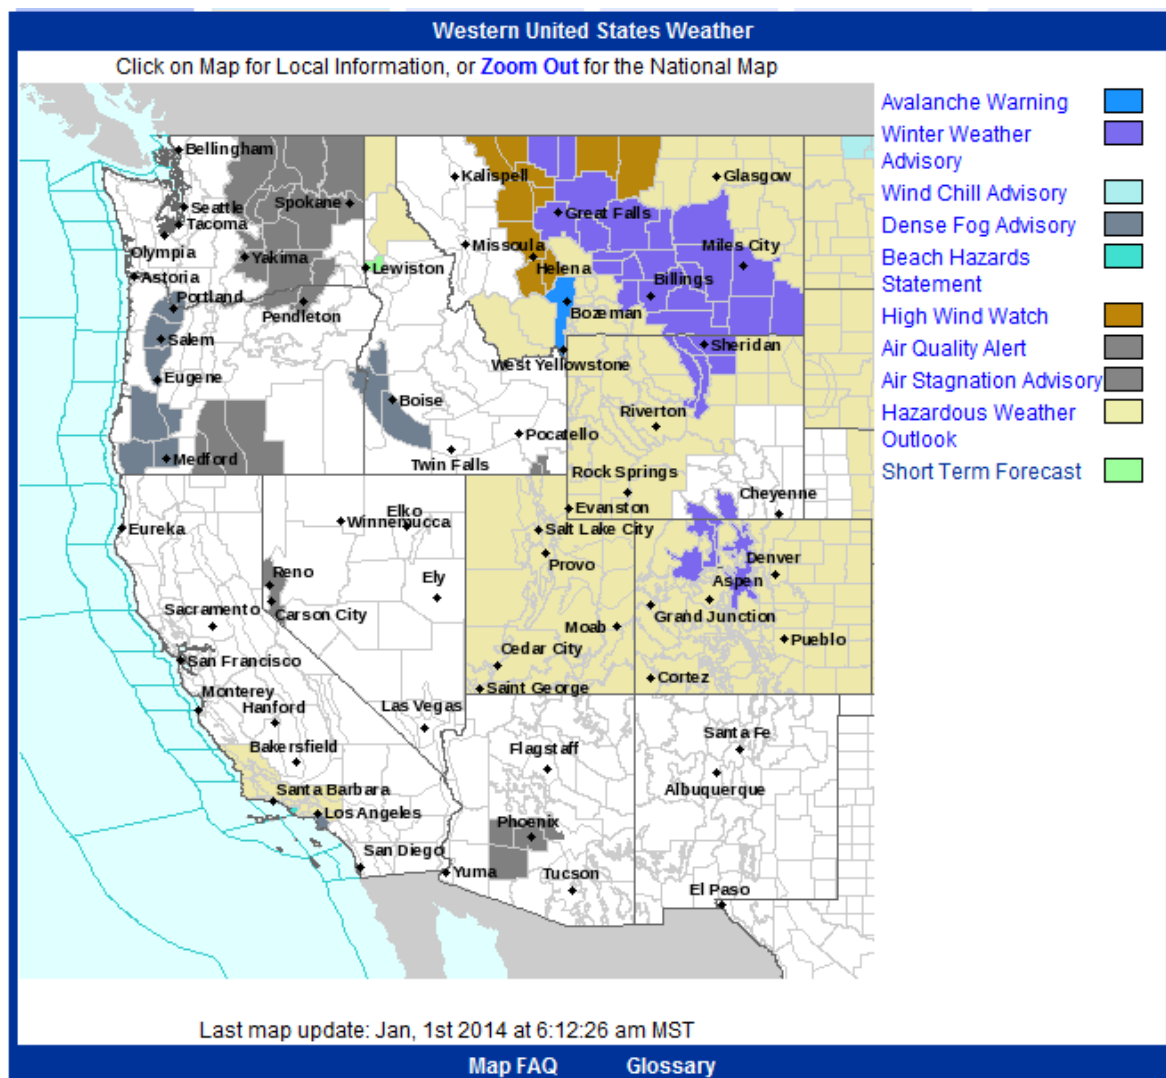 Western United States Weather
Click on Map for Local Information, or Zoom Out for the National Map
Avalanche Warning
Winter Weather
Advisory
Wind Chill Advisory
Dense Fog Advisory
Beach Hazards
Statement
High Wind Watch
Air Quality Alert
Air Stagnation Advisory
Hazardous Weather
Outlook
Short Term Forecast
Bellingham
Kalispell
Glasgow
Seattle
Spokane
Great Falls
Tacoma
Olympia
Yakima
Lewiston
Missoula
Helena
Miles City
Astoria
Billings
Portland
Pendleton
Bozeman
Salem
Sheridan
West Yellowstone
Eugene
Boise
Riverton
Medford
Pocatello
Twin Falls
Rock Springs
Cheyenne
Eureka
Elko
Winnemucca
Evanston
Salt Lake City
Provo
Denver
Reno
Ely
Aspen
Sacramento
Carson City
Grand Junction
Moab
Pueblo
San Francisco
Cedar City
Cortez
Monterey
Saint George
Hanford
Las Vegas
Santa Fe
Bakersfield
Flagstaff
Albuquerque
Santa Barbara
Los Angeles
Phoenix
San Diego
Yuma
Tucson
El Paso
Last map update: Jan, 1st 2014 at 6:12:26 am MST
Map FAQ
Glossary